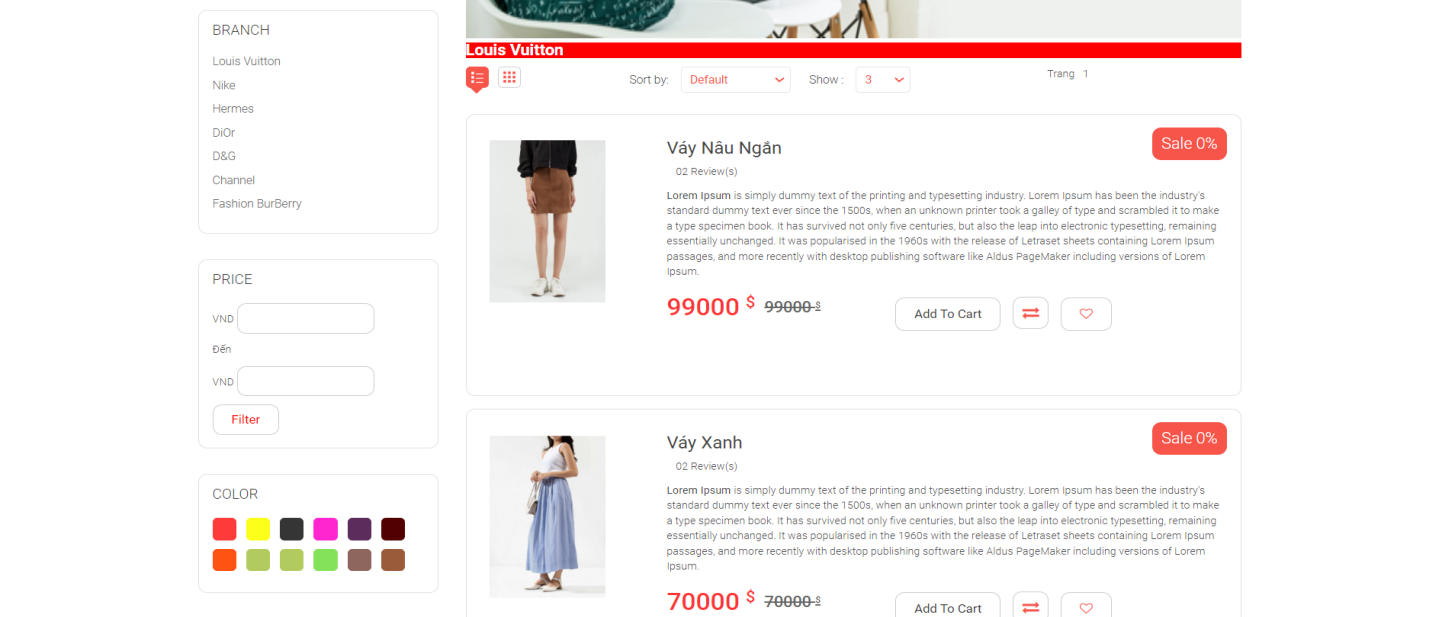 BRANCH
Louis Vuitton
Nike
Hermes
DiOr
D&G
Channel
Fashion BurBerry
PRICE
VND
Đến
VND
Filter
COLOR
Louis Vuitton
Sort by: Default Show : 3 Trang 1
Váy Nâu Ngắn
Sale 0%
02 Review(s)
Lorem Ipsum is simply dummy text of the printing and typesetting industry. Lorem Ipsum has been the industry's
standard dummy text ever since the 1500s, when an unknown printer took a galley of type and scrambled it to make
a type specimen book. It has survived not only five centuries, but also the leap into electronic typesetting, remaining
essentially unchanged. It was popularised in the 1960s with the release of Letraset sheets containing Lorem Ipsum
passages, and more recently with desktop publishing software like Aldus PageMaker including versions of Lorem
Ipsum.
99000 $ 99000 $ Add To Cart
Váy Xanh
Sale 0%
02 Review(s)
Lorem Ipsum is simply dummy text of the printing and typesetting industry. Lorem Ipsum has been the industry's
standard dummy text ever since the 1500s, when an unknown printer took a galley of type and scrambled it to make
a type specimen book. It has survived not only five centuries, but also the leap into electronic typesetting, remaining
essentially unchanged. It was popularised in the 1960s with the release of Letraset sheets containing Lorem Ipsum
passages, and more recently with desktop publishing software like Aldus PageMaker including versions of Lorem
Ipsum.
70000 $ 70000 $ Add To Cart